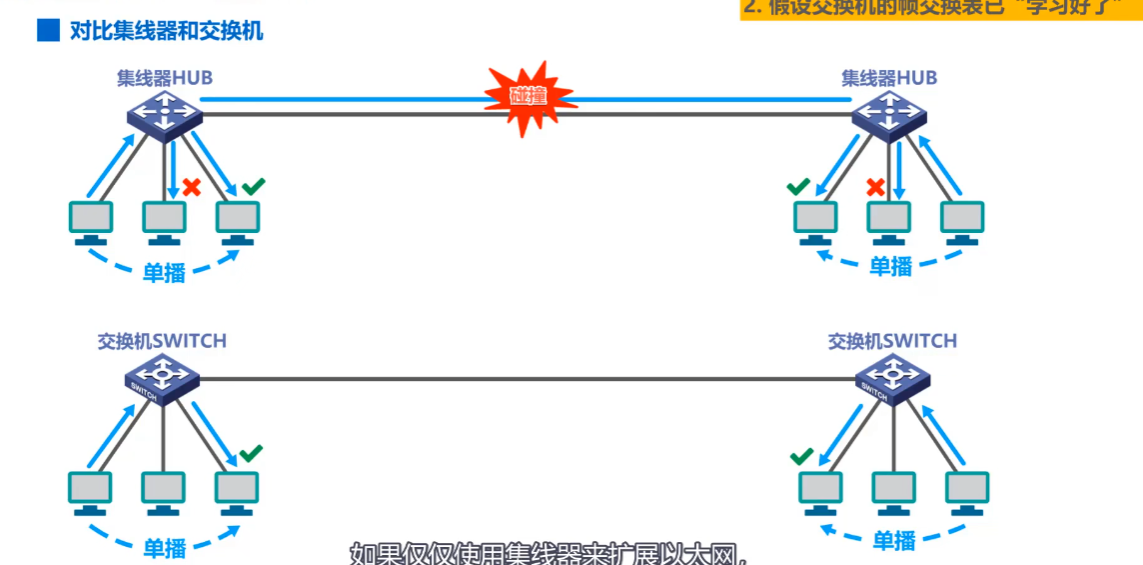 2. 假设交换机的帧交换表已“学习好了”
对比集线器和交换机
集线器HUB
集线器HUB
碰撞
单播
单播
交换机SWITCH
交换机SWITCH
SWITCH
SWITCH
单播
单播
如果仅仅使用集线器来扩展以太网，